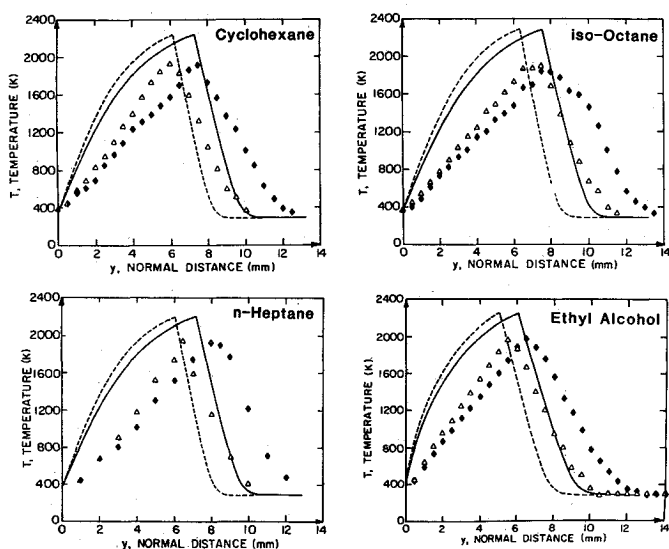 Cyclohexane
T, TEMPERATURE (K)
2400
2000
1600
1200
800
400
0
0 2 4 6 8 10 12 14
y, NORMAL DISTANCE (mm)
iso-Octane
T, TEMPERATURE (K)
2400
2000
1600
1200
800
400
0
0 2 4 6 8 10 12 14
y, NORMAL DISTANCE (mm)
n-Heptane
T, TEMPERATURE (K)
2400
2000
1600
1200
800
400
0
0 2 4 6 8 10 12 14
y, NORMAL DISTANCE (mm)
Ethyl Alcohol
T, TEMPERATURE (K)
2400
2000
1600
1200
800
400
0
0 2 4 6 8 10 12 14
y, NORMAL DISTANCE (mm)